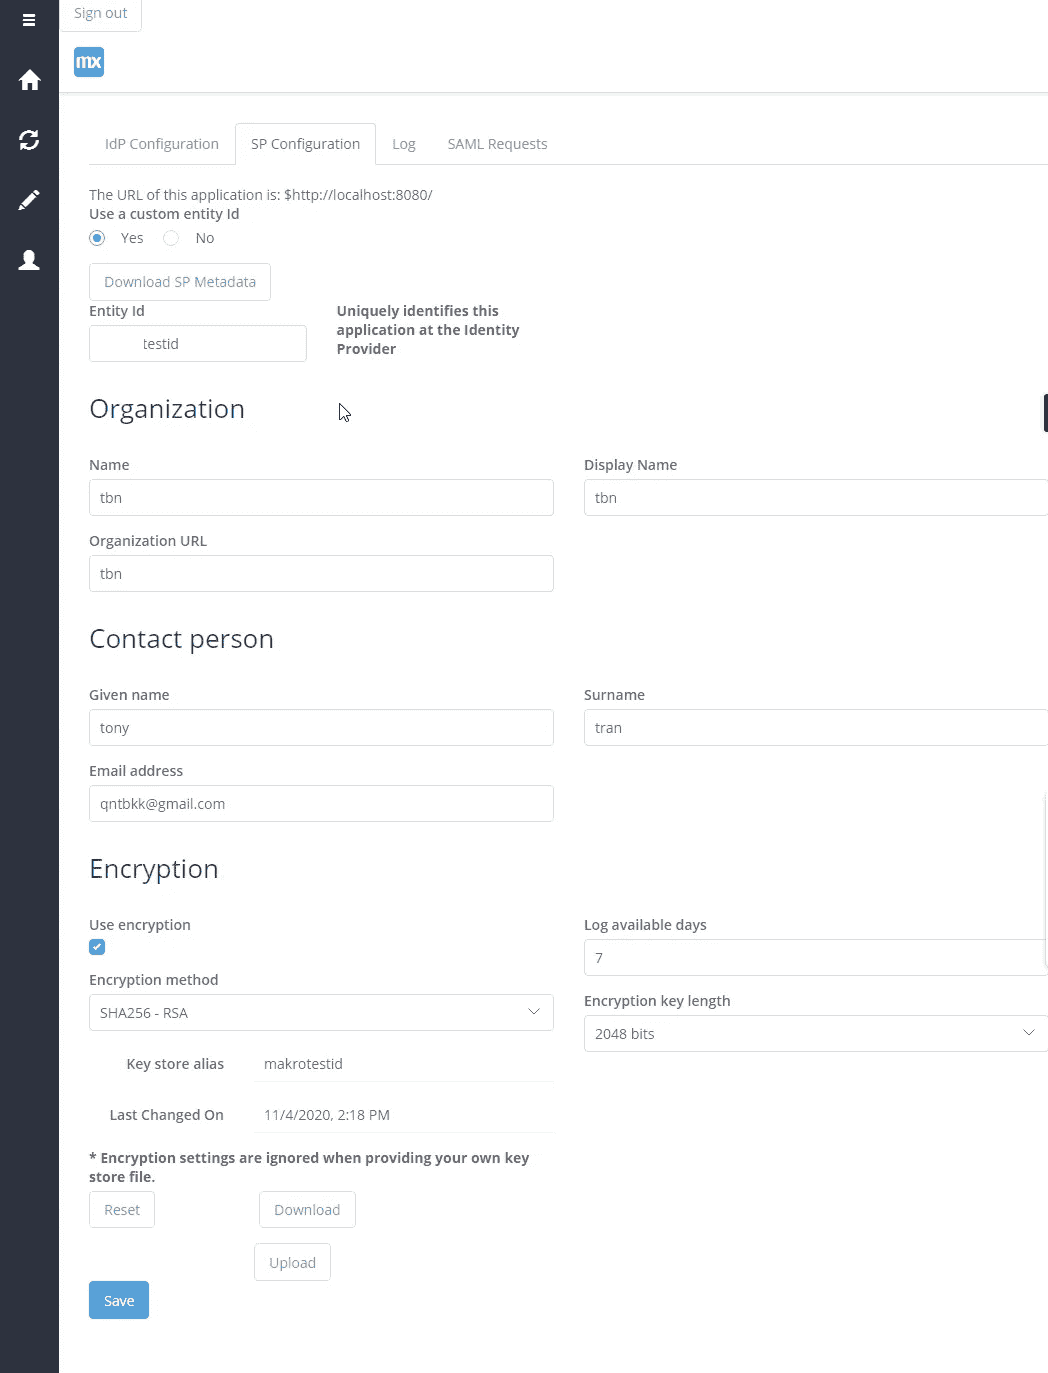 Sign out
mx
IdP Configuration SP Configuration Log SAML Requests
The URL of this application is: $http://localhost:8080/
Use a custom entity Id
Yes No
Download SP Metadata
Entity Id
testid
Uniquely identifies this
application at the Identity
Provider
Organization
Name Display Name
tbn tbn
Organization URL
tbn
Contact person
Given name Surname
tony tran
Email address
qntbkk@gmail.com
Encryption
Use encryption Log available days
7
Encryption method Encryption key length
SHA256 - RSA 2048 bits
Key store alias makrotestid
Last Changed On 11/4/2020, 2:18 PM
* Encryption settings are ignored when providing your own key
store file.
Reset Download
Upload
Save